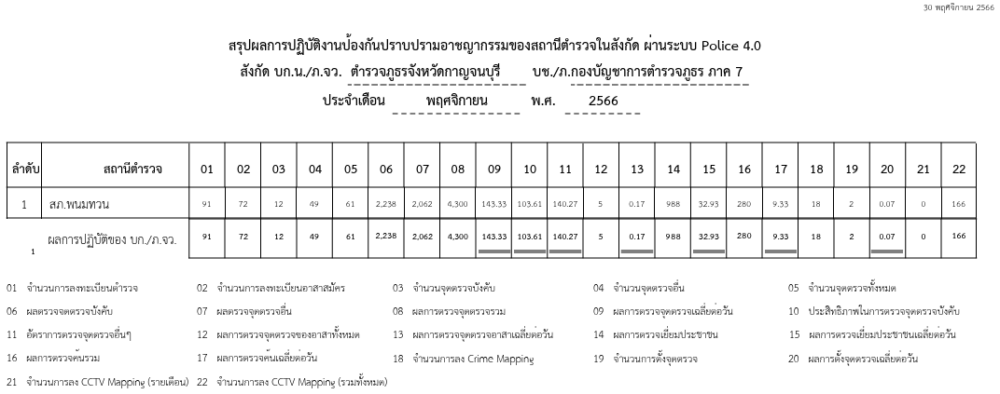 30 พฤศจิกายน 2566
สรุปผลการปฏิบัติงานป้องกันปราบปรามอาชญากรรมของสถานีตำรวจในสังกัด ผ่านระบบ Police 4.0
สังกัด บก.น./ภ.จว. ตำรวจภูธรจังหวัดกาญจนบุรี บช./ภ.กองบัญชาการตำรวจภูธร ภาค 7
ประจำเดือน พฤศจิกายน พ.ศ. 2566
ลำดับ สถานีตำรวจ 01 02 03 04 05 06 07 08 09 10 11 12 13 14 15 16 17 18 19 20 21 22
1 สภ.พนมทวน 91 72 12 49 61 2,238 2,062 4,300 143.33 103.61 140.27 5 0.17 988 32.93 280 9.33 18 2 0.07 0 166
1 ผลการปฏิบัติของ บก./ภ.จว. 91 72 12 49 61 2,238 2,062 4,300 143.33 103.61 140.27 5 0.17 988 32.93 280 9.33 18 2 0.07 0 166
01 จำนวนการลงทะเบียนตำรวจ 02 จำนวนการลงทะเบียนอาสาสมัคร 03 จำนวนจุดตรวจบังคับ 04 จำนวนจุดตรวจอื่น 05 จำนวนจุดตรวจทั้งหมด
06 ผลตรวจจุดตรวจบังคับ 07 ผลตรวจจุดตรวจอื่น 08 ผลการตรวจจุดตรวจรวม 09 ผลการตรวจจุดตรวจเฉลี่ยต่อวัน 10 ประสิทธิภาพในการตรวจจุดตรวจบังคับ
11 อัตราการตรวจจุดตรวจอื่นๆ 12 ผลการตรวจจุดตรวจของอาสาทั้งหมด 13 ผลการตรวจจุดตรวจอาสาเฉลี่ยต่อวัน 14 ผลการตรวจเยี่ยมประชาชน 15 ผลการตรวจเยี่ยมประชาชนเฉลี่ยต่อวัน
16 ผลการตรวจค้นรวม 17 ผลการตรวจค้นเฉลี่ยต่อวัน 18 จำนวนการลง Crime Mapping 19 จำนวนการตั้งจุดตรวจ 20 ผลการตั้งจุดตรวจเฉลี่ยต่อวัน
21 จำนวนการลง CCTV Mapping (รายเดือน) 22 จำนวนการลง CCTV Mapping (รวมทั้งหมด)